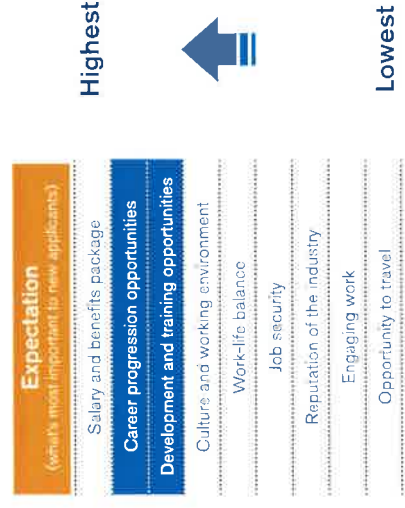 Expectation
(what's most important to new applicants)
Salary and benefits package
Career progression opportunities
Development and training opportunities
Culture and working environment
Work-life balance
Job security
Reputation of the industry
Engaging work
Opportunity to travel
Highest
Lowest